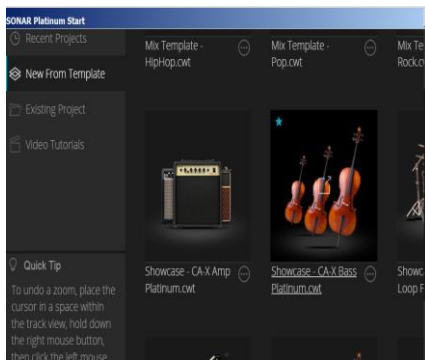 SONAR Platinum Start
Recent Projects
New From Template
Existing Project
Video Tutorials
Quick Tip
To undo a zoom, place the
cursor in a space within
the track view, hold down
the right mouse button,
then click the left mouse
Mix Template -
HipHop.cwt
Mix Template -
Pop.cwt
Mix Te
Rock.c
Showcase - CA-X Amp
Platinum.cwt
Showcase - CA-X Bass
Platinum.cwt
Showc
Loop F